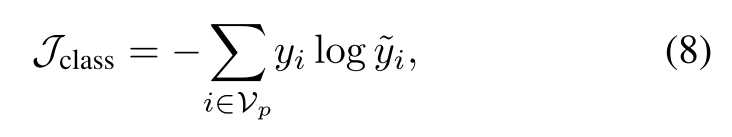 𝒥_class = − ∑_{i∈𝒱_p} y_i log ỹ_i, (8)